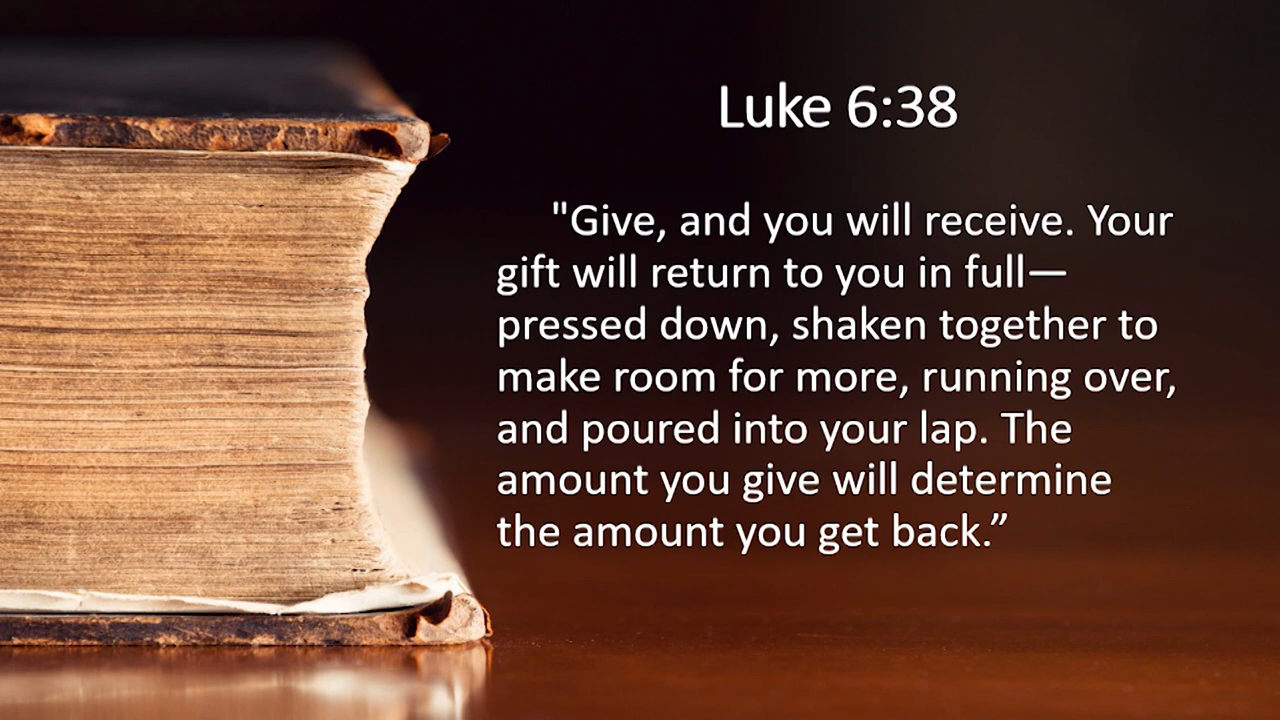 Luke 6:38
"Give, and you will receive. Your
gift will return to you in full—
pressed down, shaken together to
make room for more, running over,
and poured into your lap. The
amount you give will determine
the amount you get back.”